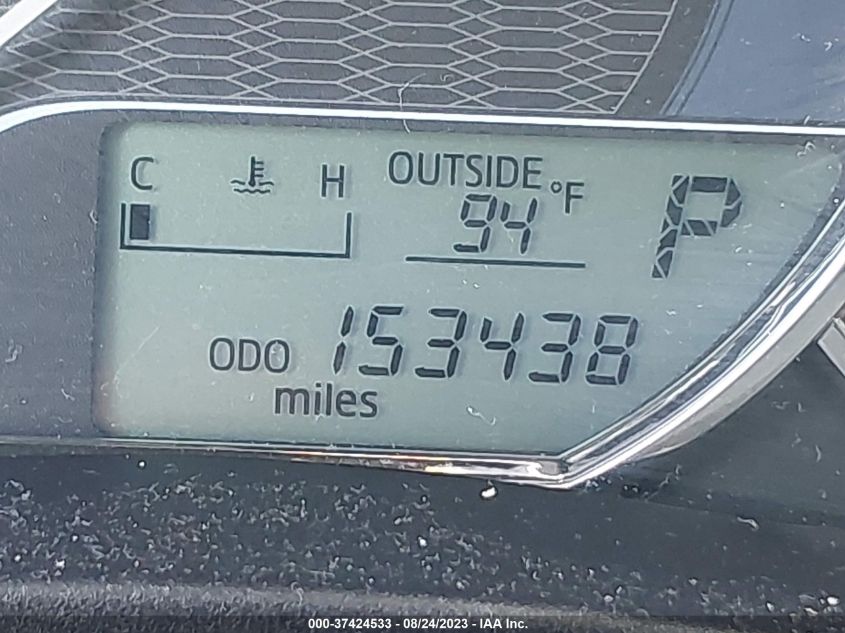 C H OUTSIDE °F P
94
ODO 153438
miles
000-37424533 - 08/24/2023 - IAA Inc.